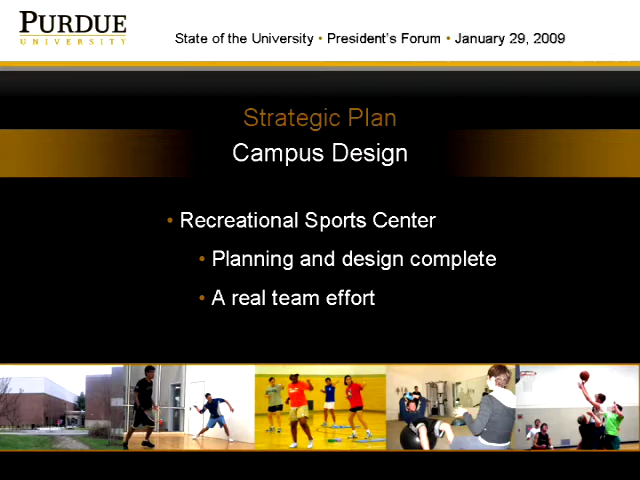 PURDUE
UNIVERSITY
State of the University • President's Forum • January 29, 2009
Strategic Plan
Campus Design
• Recreational Sports Center
• Planning and design complete
• A real team effort